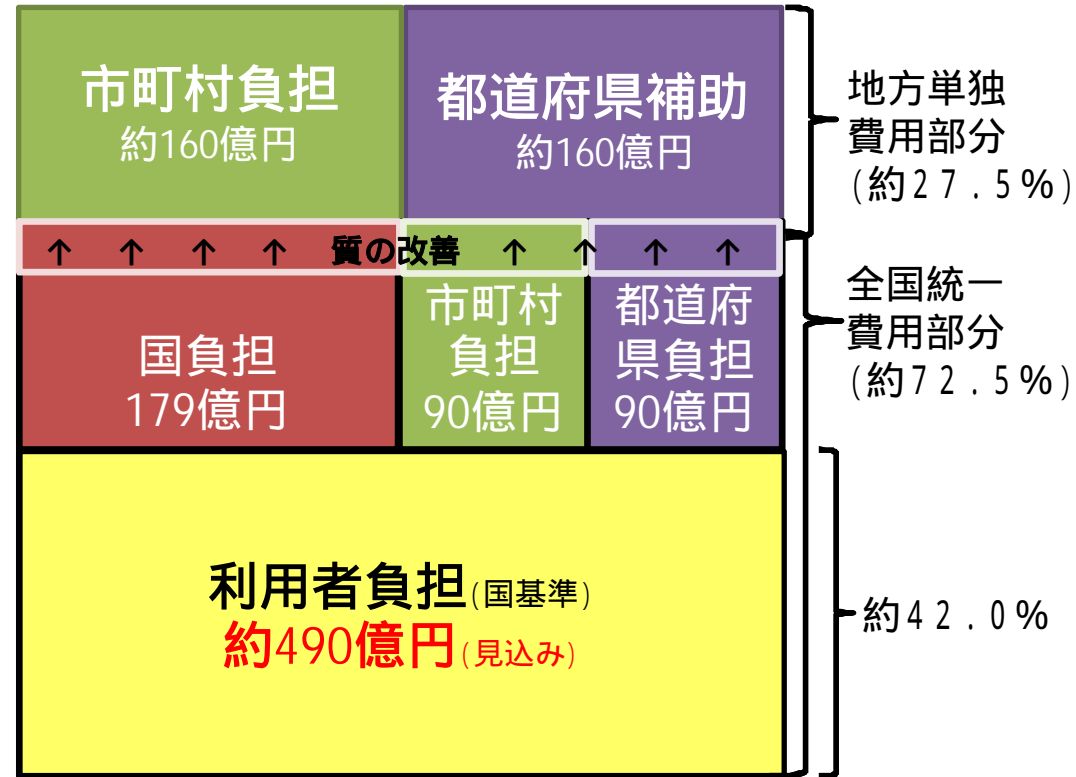 市町村負担
約160億円
都道府県補助
約160億円
地方単独
費用部分
(約27.5%)
↑ ↑ ↑ ↑ 質の改善 ↑ ↑ ↑ ↑
国負担
179億円
市町村
負担
90億円
都道府
県負担
90億円
全国統一
費用部分
(約72.5%)
利用者負担(国基準)
約490億円(見込み)
約42.0%